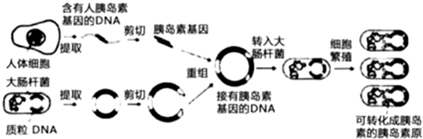 含有人胰岛素
基因的DNA
剪切
胰岛素基因
提取
人体细胞
大肠杆菌
提取
剪切
质粒 DNA
重组
接有胰岛素
基因的DNA
转入大
肠杆菌
细胞
繁殖
可转化成胰岛
素的胰岛素原